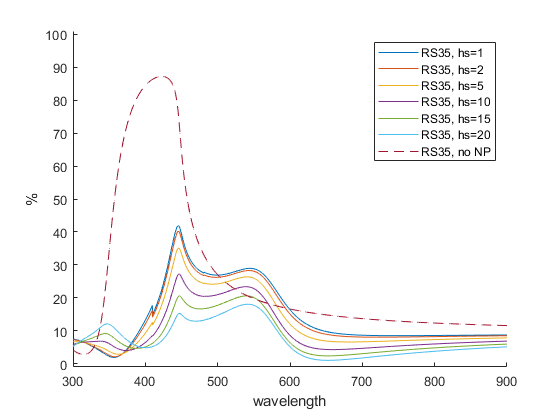 100
90
80
70
60
50
40
30
20
10
0
%
300
400
500
600
700
800
900
wavelength
RS35, hs=1
RS35, hs=2
RS35, hs=5
RS35, hs=10
RS35, hs=15
RS35, hs=20
RS35, no NP